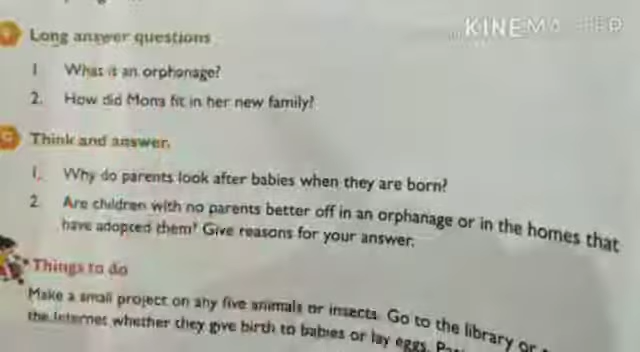 KINEMA
Long answer questions
1 What is an orphanage?
2. How did Mona fit in her new family?
C Think and answer.
1. Why do parents look after babies when they are born?
2 Are children with no parents better off in an orphanage or in the homes that
have adopted them? Give reasons for your answer.
Things to do
Make a small project on any five animals or insects. Go to the library or
the Internet whether they give birth to babies or lay eggs.